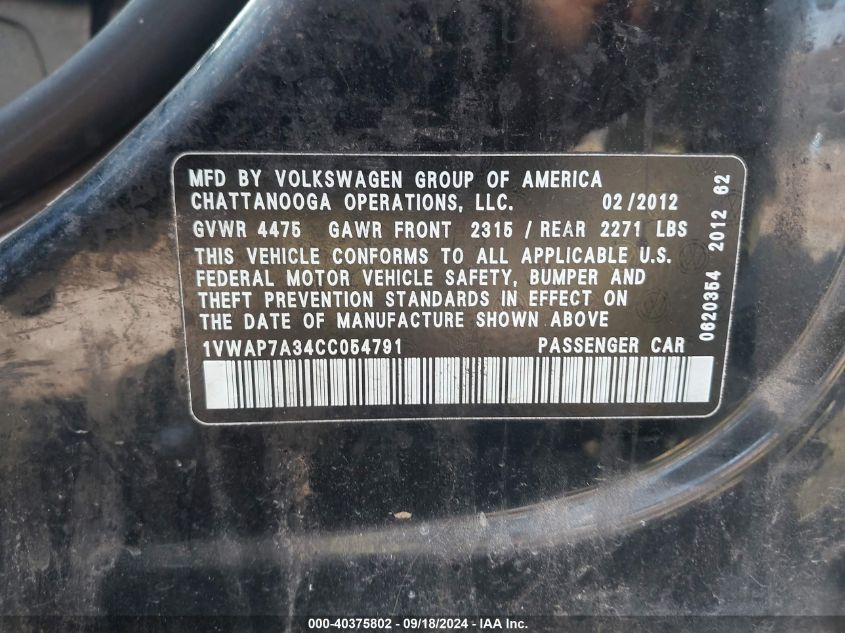 MFD BY VOLKSWAGEN GROUP OF AMERICA
CHATTANOOGA OPERATIONS, LLC. 02/2012
GVWR 4475 GAWR FRONT 2315 / REAR 2271 LBS
THIS VEHICLE CONFORMS TO ALL APPLICABLE U.S.
FEDERAL MOTOR VEHICLE SAFETY, BUMPER AND
THEFT PREVENTION STANDARDS IN EFFECT ON
THE DATE OF MANUFACTURE SHOWN ABOVE
1VWAP7A34CC054791 PASSENGER CAR
0620354 2012 62
000-40375802 - 09/18/2024 - IAA Inc.